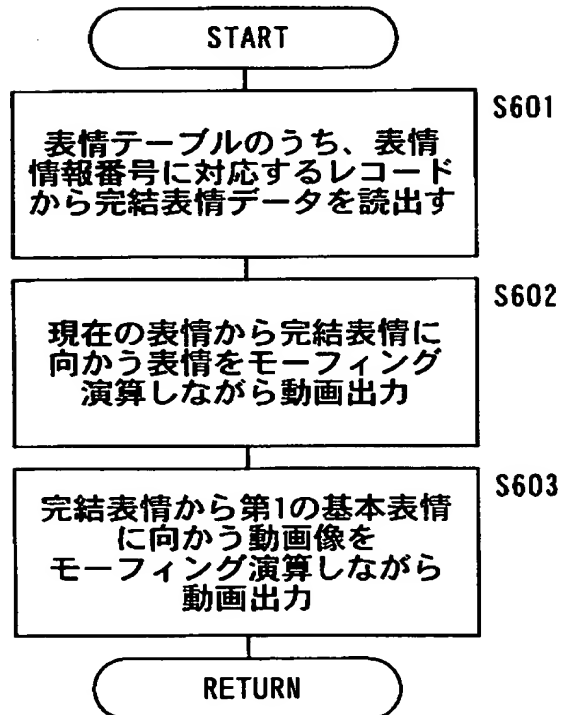 START
S601
表情テーブルのうち、表情
情報番号に対応するレコード
から完結表情データを読出す
S602
現在の表情から完結表情に
向かう表情をモーフィング
演算しながら動画出力
S603
完結表情から第1の基本表情
に向かう動画像を
モーフィング演算しながら
動画出力
RETURN